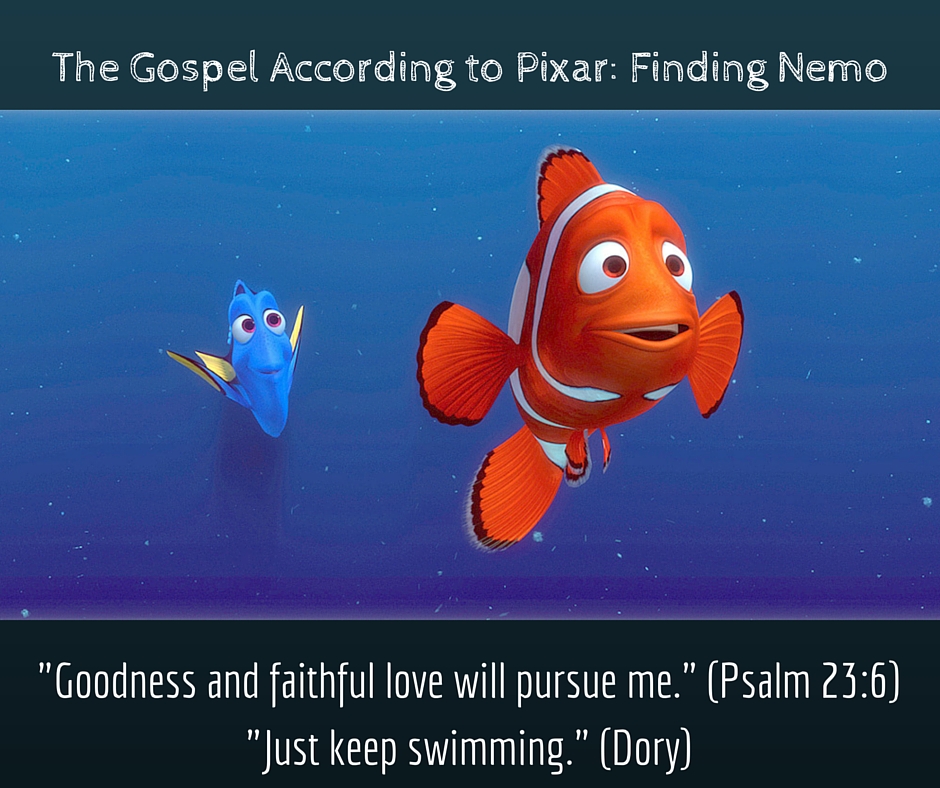 The Gospel According to Pixar: Finding Nemo
"Goodness and faithful love will pursue me." (Psalm 23:6)
"Just keep swimming." (Dory)